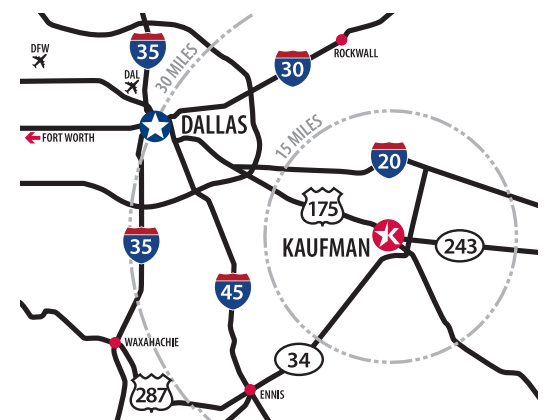 35
DFW
ROCKWALL
30
DAL
30 MILES
DALLAS
FORT WORTH
15 MILES
20
175
KAUFMAN
K
243
35
45
WAXAHACHIE
34
287
ENNIS